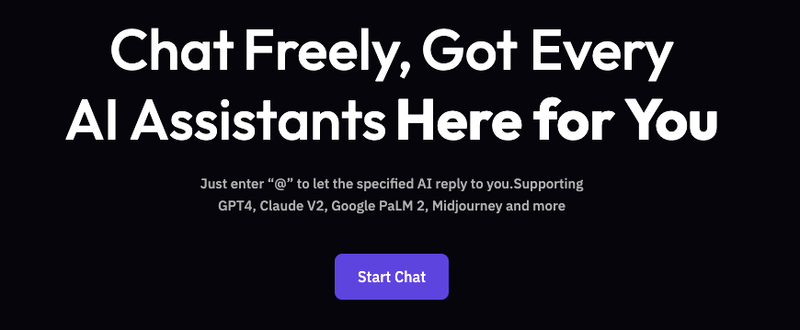 Chat Freely, Got Every
AI Assistants Here for You
Just enter “@” to let the specified AI reply to you.Supporting
GPT4, Claude V2, Google PaLM 2, Midjourney and more
Start Chat